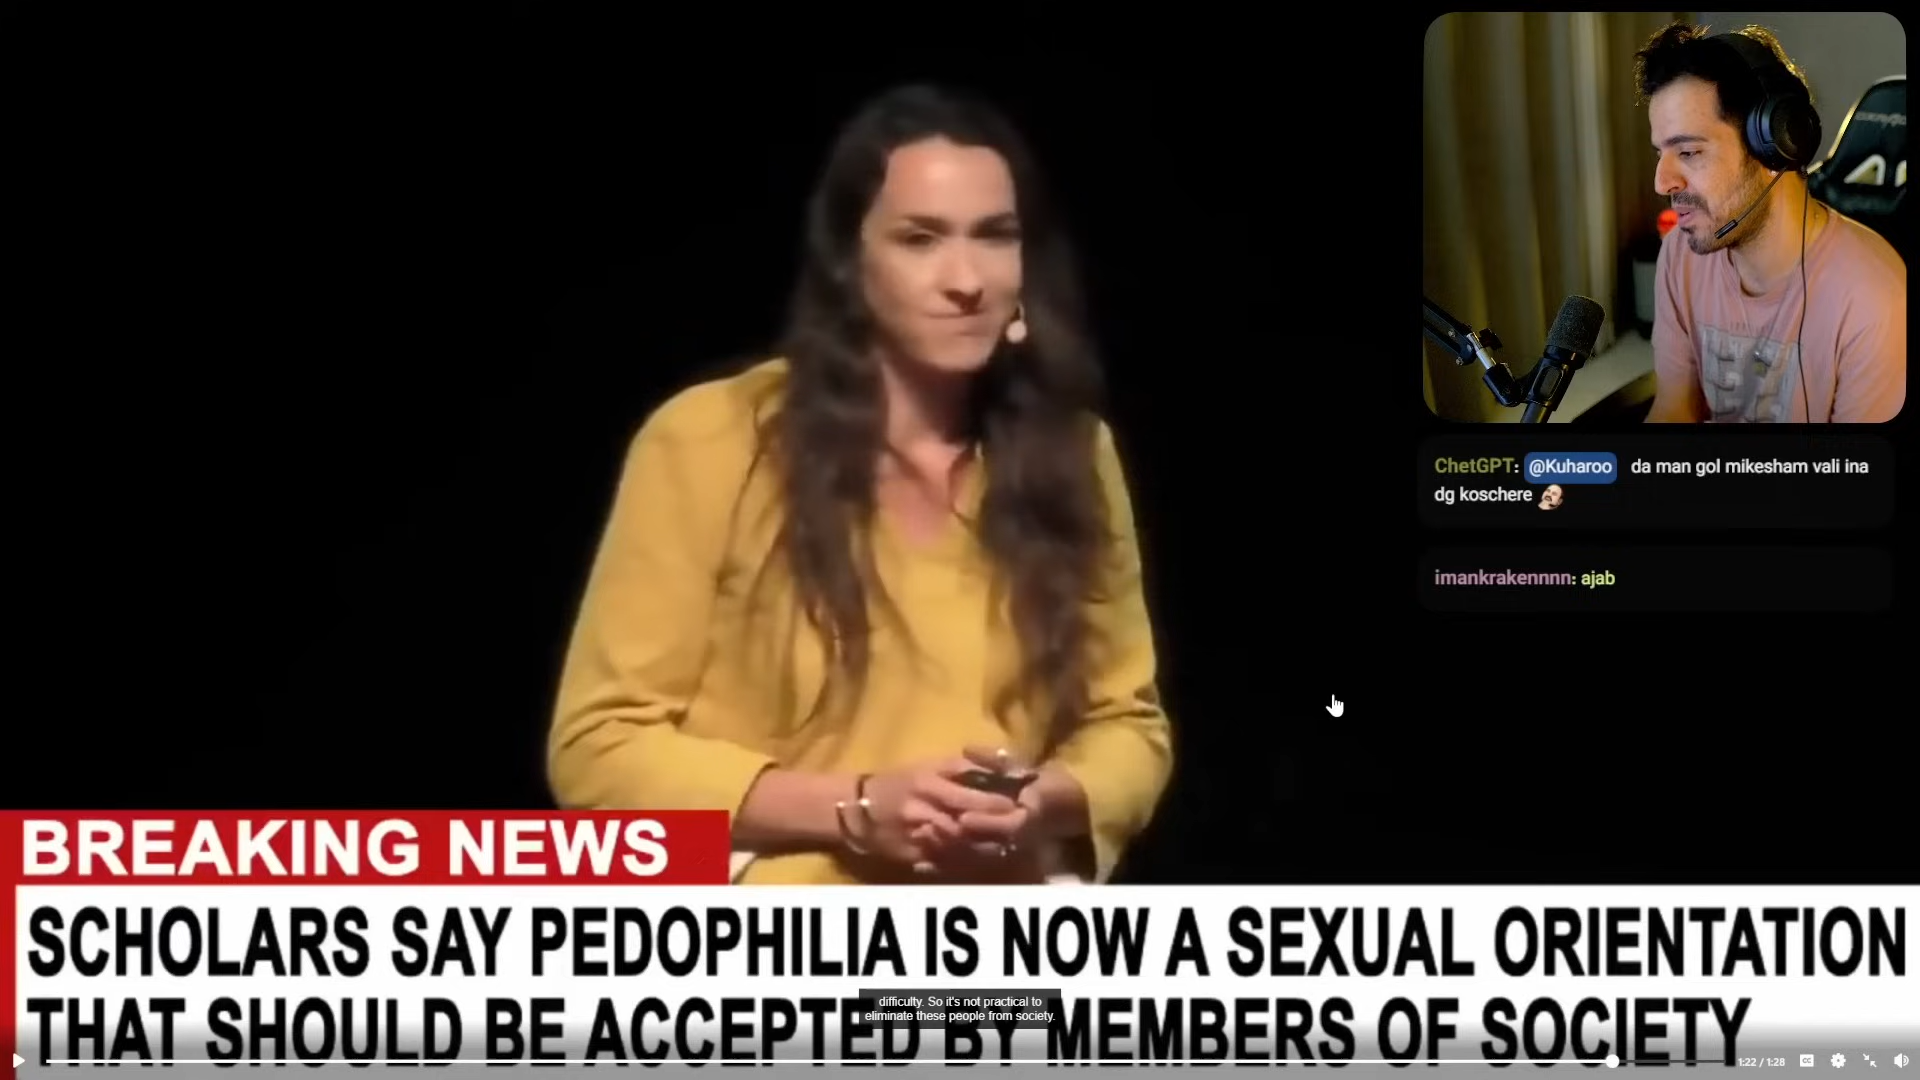 ChetGPT: @Kuharoo da man gol mikesham vali ina
dg koschere
imankrakennnn: ajab
BREAKING NEWS
SCHOLARS SAY PEDOPHILIA IS NOW A SEXUAL ORIENTATION
THAT SHOULD BE ACCEPTED BY MEMBERS OF SOCIETY
difficulty. So it's not practical to
eliminate these people from society.
1:22 / 1:28
CC